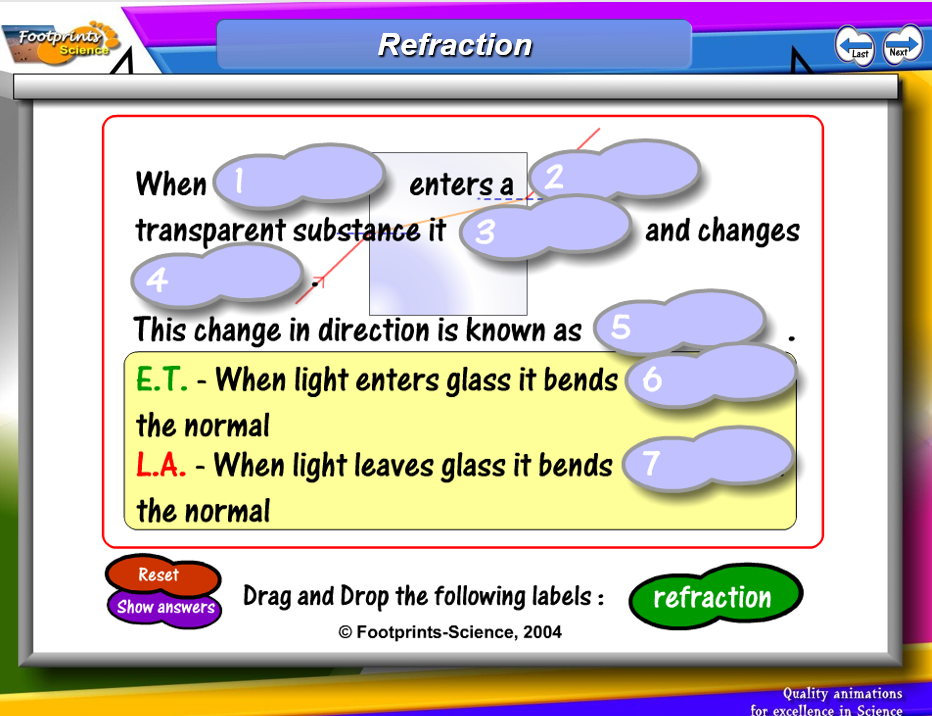 Footprints
Science
Refraction
Last
Next
When 1 enters a 2
transparent substance it 3 and changes
4 .
This change in direction is known as 5 .
E.T. - When light enters glass it bends 6
the normal
L.A. - When light leaves glass it bends 7
the normal
Reset
Show answers
Drag and Drop the following labels :
refraction
© Footprints-Science, 2004
Quality animations
for excellence in Science